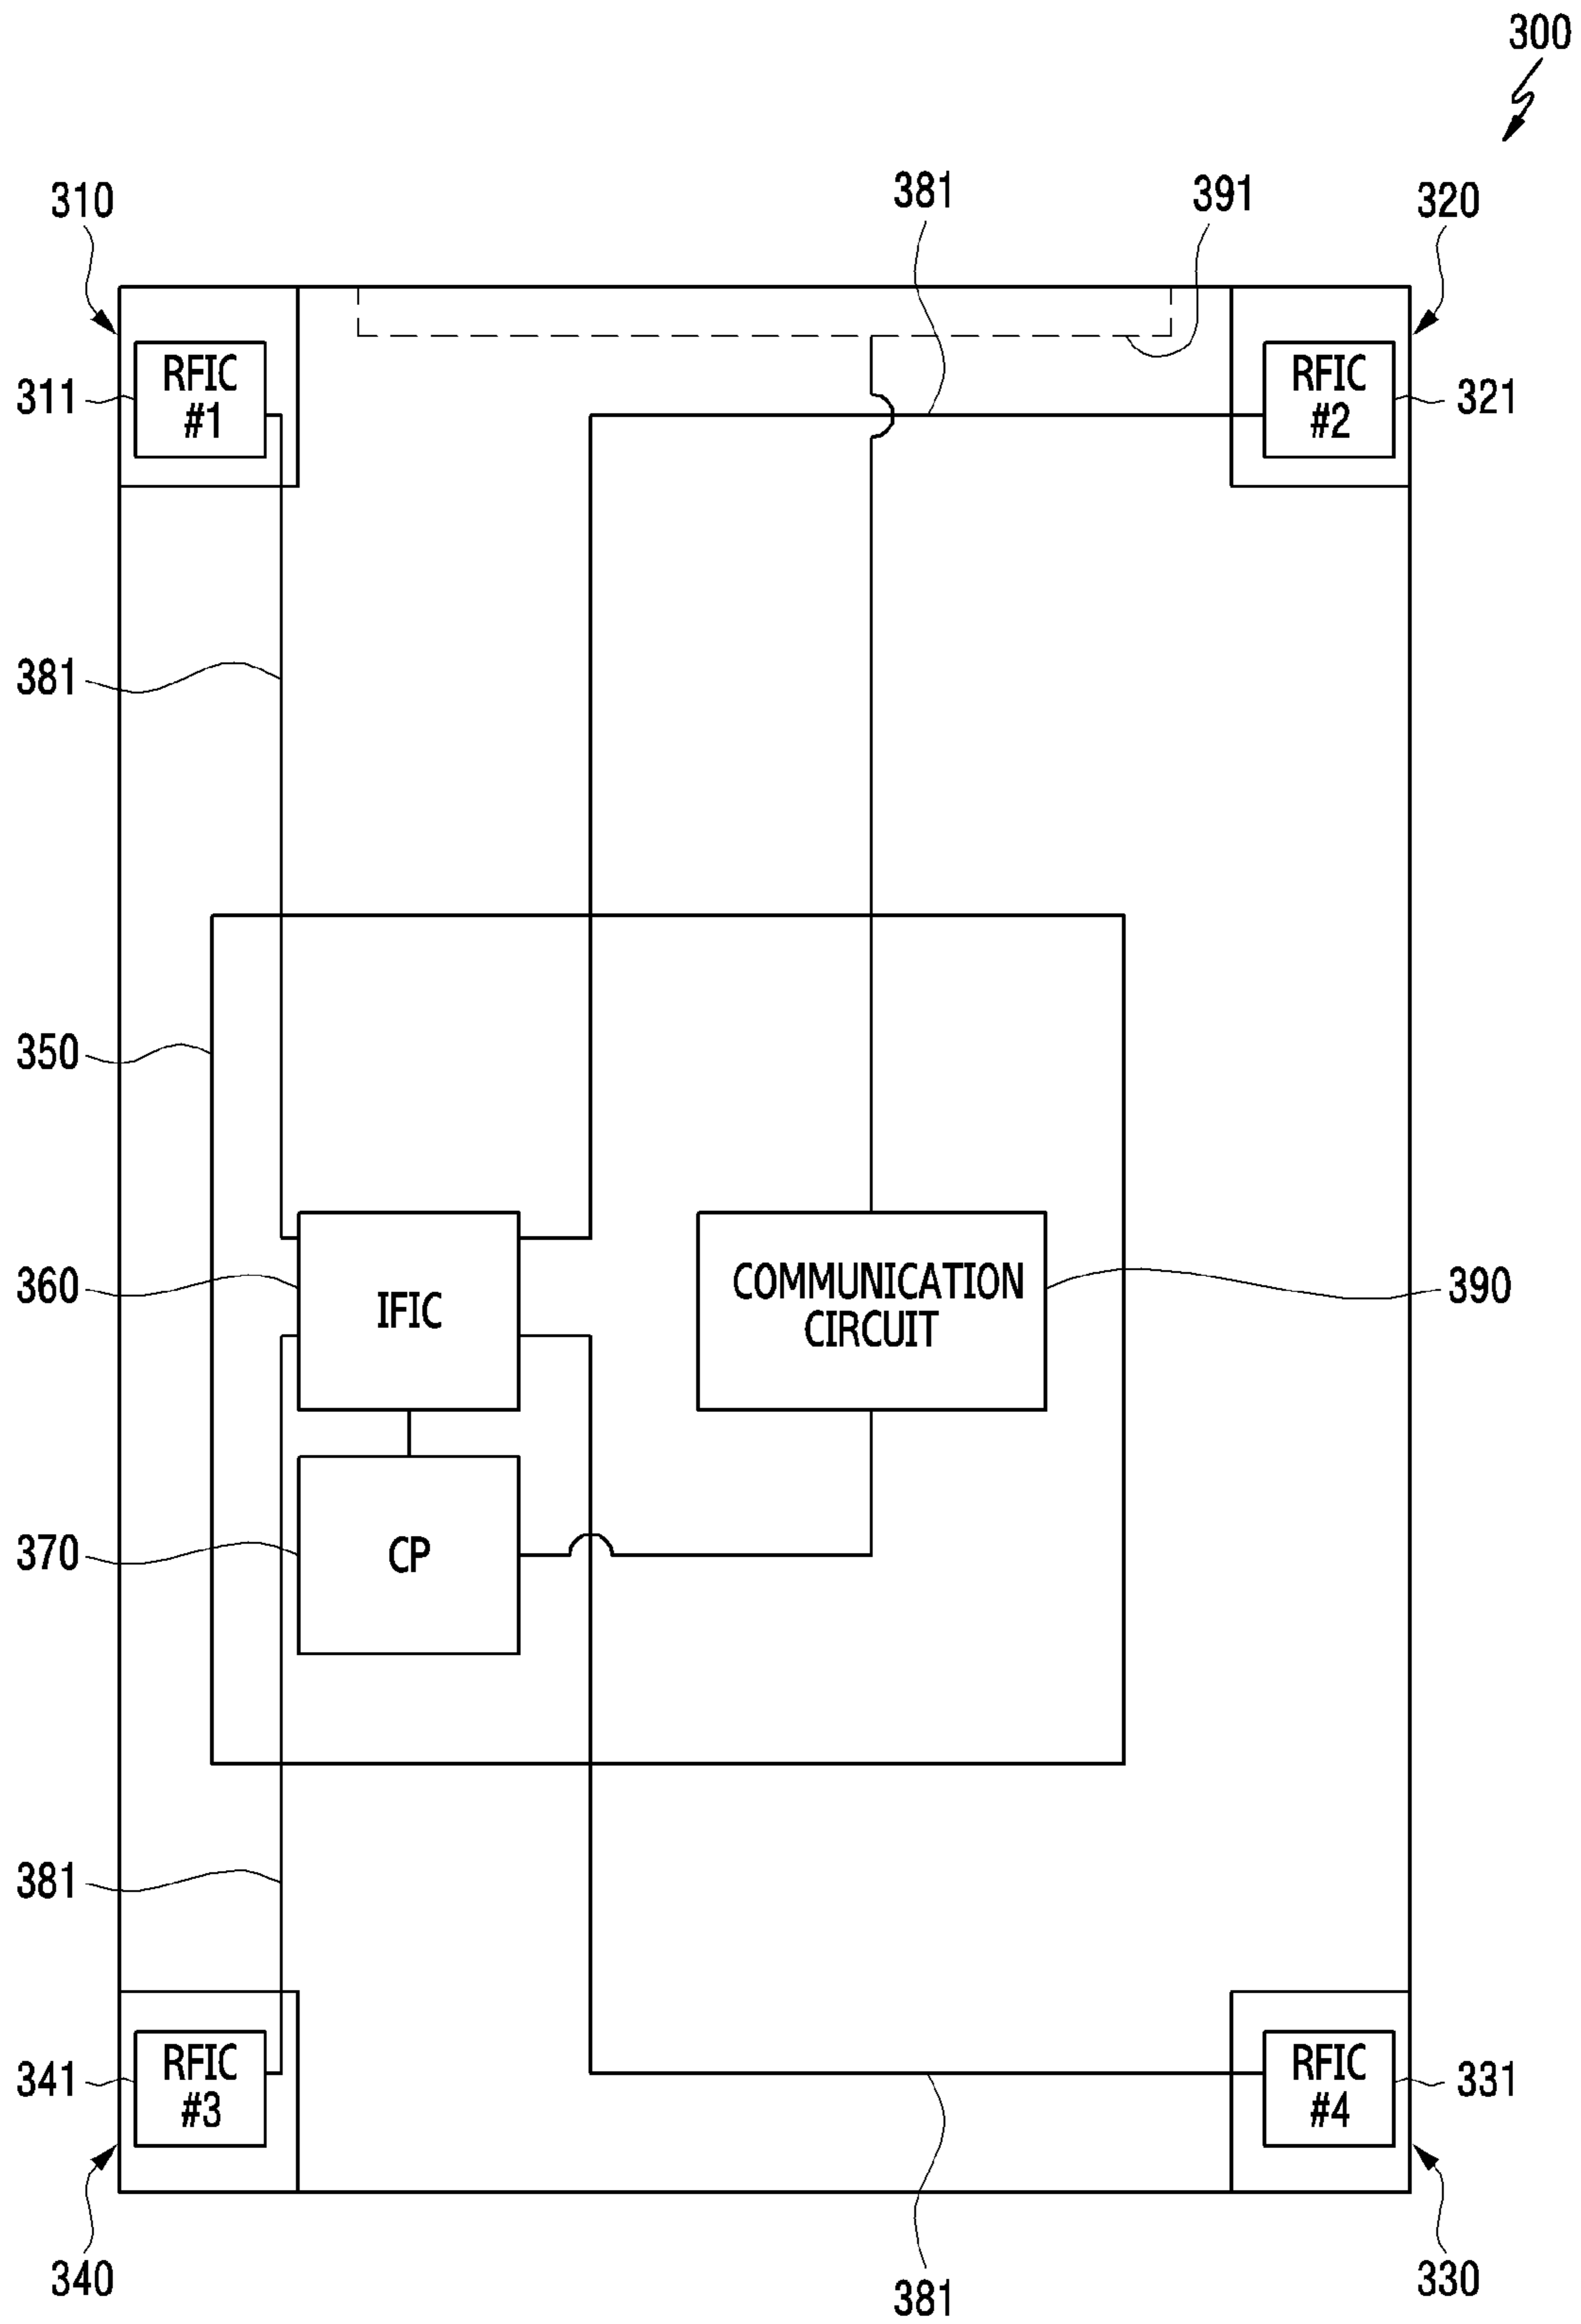 300
310
381
391
320
311
RFIC
#1
RFIC
#2
321
381
350
360
IFIC
COMMUNICATION
CIRCUIT
390
370
CP
381
341
RFIC
#3
RFIC
#4
331
340
381
330